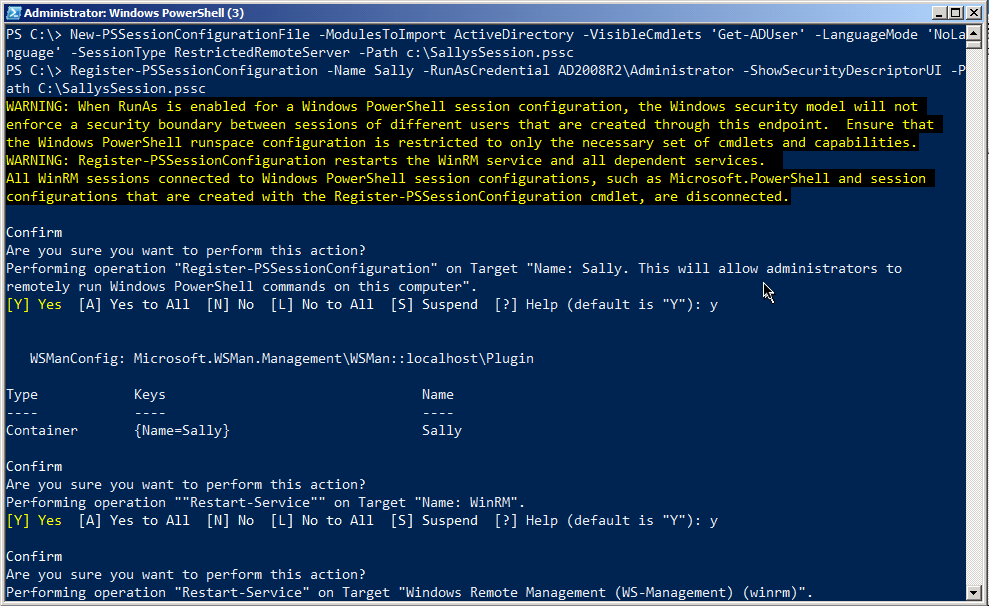 Administrator: Windows PowerShell (3)
PS C:\> New-PSSessionConfigurationFile -ModulesToImport ActiveDirectory -VisibleCmdlets 'Get-ADUser' -LanguageMode 'NoLa
nguage' -SessionType RestrictedRemoteServer -Path c:\SallysSession.pssc
PS C:\> Register-PSSessionConfiguration -Name Sally -RunAsCredential AD2008R2\Administrator -ShowSecurityDescriptorUI -P
ath C:\SallysSession.pssc
WARNING: When RunAs is enabled for a Windows PowerShell session configuration, the Windows security model will not
enforce a security boundary between sessions of different users that are created through this endpoint.  Ensure that
the Windows PowerShell runspace configuration is restricted to only the necessary set of cmdlets and capabilities.
WARNING: Register-PSSessionConfiguration restarts the WinRM service and all dependent services.
All WinRM sessions connected to Windows PowerShell session configurations, such as Microsoft.PowerShell and session
configurations that are created with the Register-PSSessionConfiguration cmdlet, are disconnected.
Confirm
Are you sure you want to perform this action?
Performing operation "Register-PSSessionConfiguration" on Target "Name: Sally. This will allow administrators to
remotely run Windows PowerShell commands on this computer".
[Y] Yes  [A] Yes to All  [N] No  [L] No to All  [S] Suspend  [?] Help (default is "Y"): y
WSManConfig: Microsoft.WSMan.Management\WSMan::localhost\Plugin
Type            Keys                                Name
----            ----                                ----
Container       {Name=Sally}                        Sally
Confirm
Are you sure you want to perform this action?
Performing operation ""Restart-Service"" on Target "Name: WinRM".
[Y] Yes  [A] Yes to All  [N] No  [L] No to All  [S] Suspend  [?] Help (default is "Y"): y
Confirm
Are you sure you want to perform this action?
Performing operation "Restart-Service" on Target "Windows Remote Management (WS-Management) (winrm)".